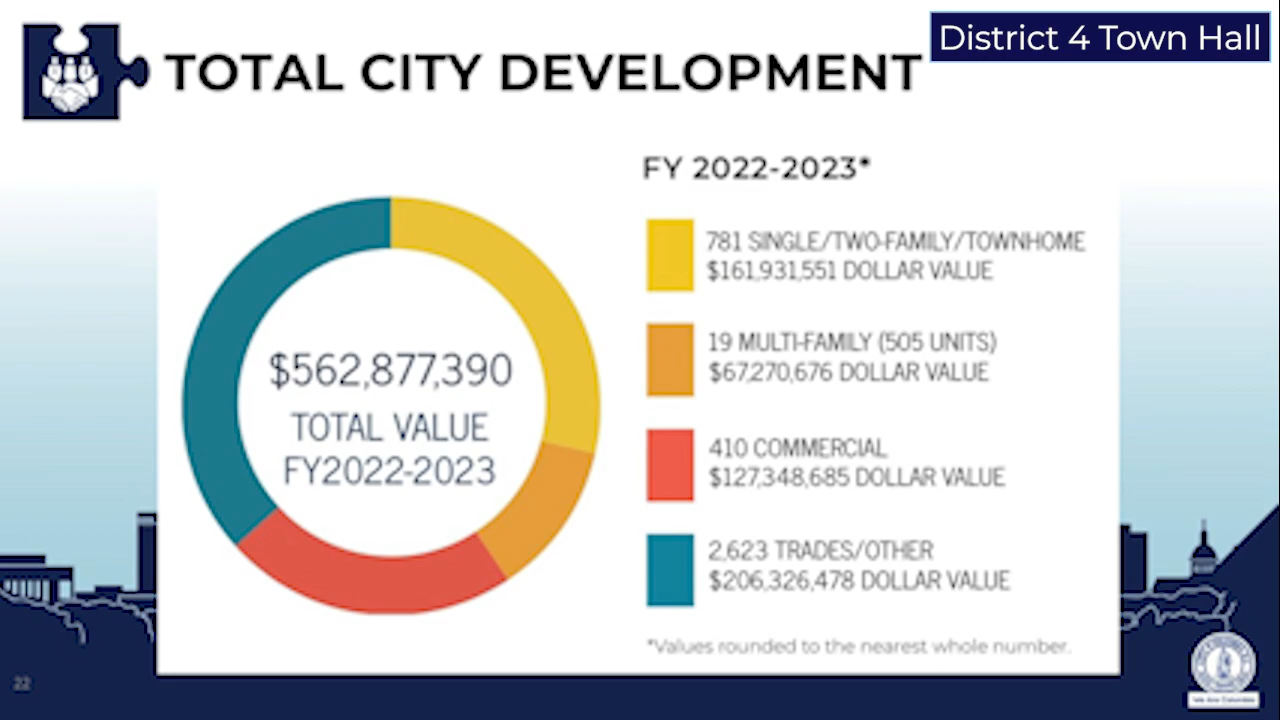 District 4 Town Hall
TOTAL CITY DEVELOPMENT
FY 2022-2023*
$562,877,390
TOTAL VALUE
FY2022-2023
781 SINGLE/TWO-FAMILY/TOWNHOME
$161,931,551 DOLLAR VALUE
19 MULTI-FAMILY (505 UNITS)
$67,270,676 DOLLAR VALUE
410 COMMERCIAL
$127,348,685 DOLLAR VALUE
2,623 TRADES/OTHER
$206,326,478 DOLLAR VALUE
*Values rounded to the nearest whole number.
22
We Are Columbia